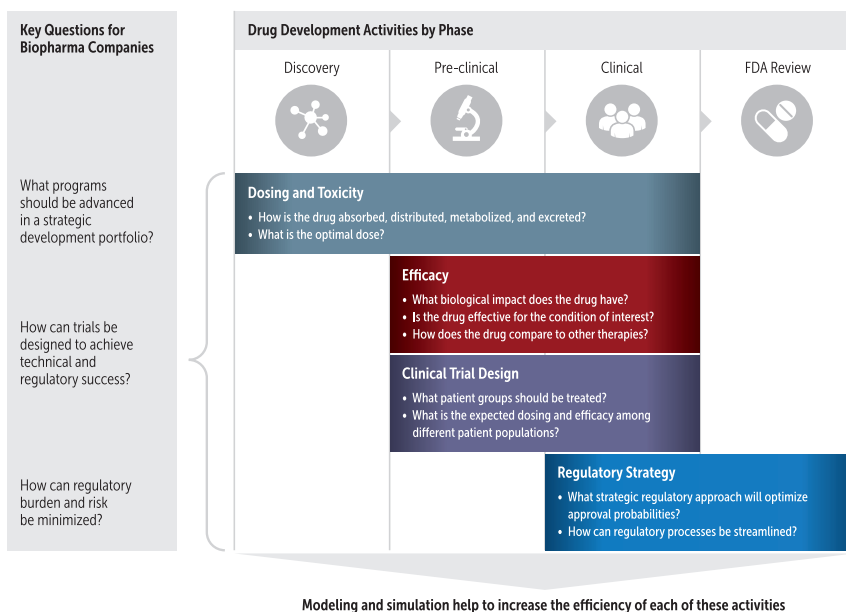 Key Questions for
Biopharma Companies
Drug Development Activities by Phase
Discovery
Pre-clinical
Clinical
FDA Review
What programs
should be advanced
in a strategic
development portfolio?
How can trials be
designed to achieve
technical and
regulatory success?
How can regulatory
burden and risk
be minimized?
Dosing and Toxicity
• How is the drug absorbed, distributed, metabolized, and excreted?
• What is the optimal dose?
Efficacy
• What biological impact does the drug have?
• Is the drug effective for the condition of interest?
• How does the drug compare to other therapies?
Clinical Trial Design
• What patient groups should be treated?
• What is the expected dosing and efficacy among
different patient populations?
Regulatory Strategy
• What strategic regulatory approach will optimize
approval probabilities?
• How can regulatory processes be streamlined?
Modeling and simulation help to increase the efficiency of each of these activities